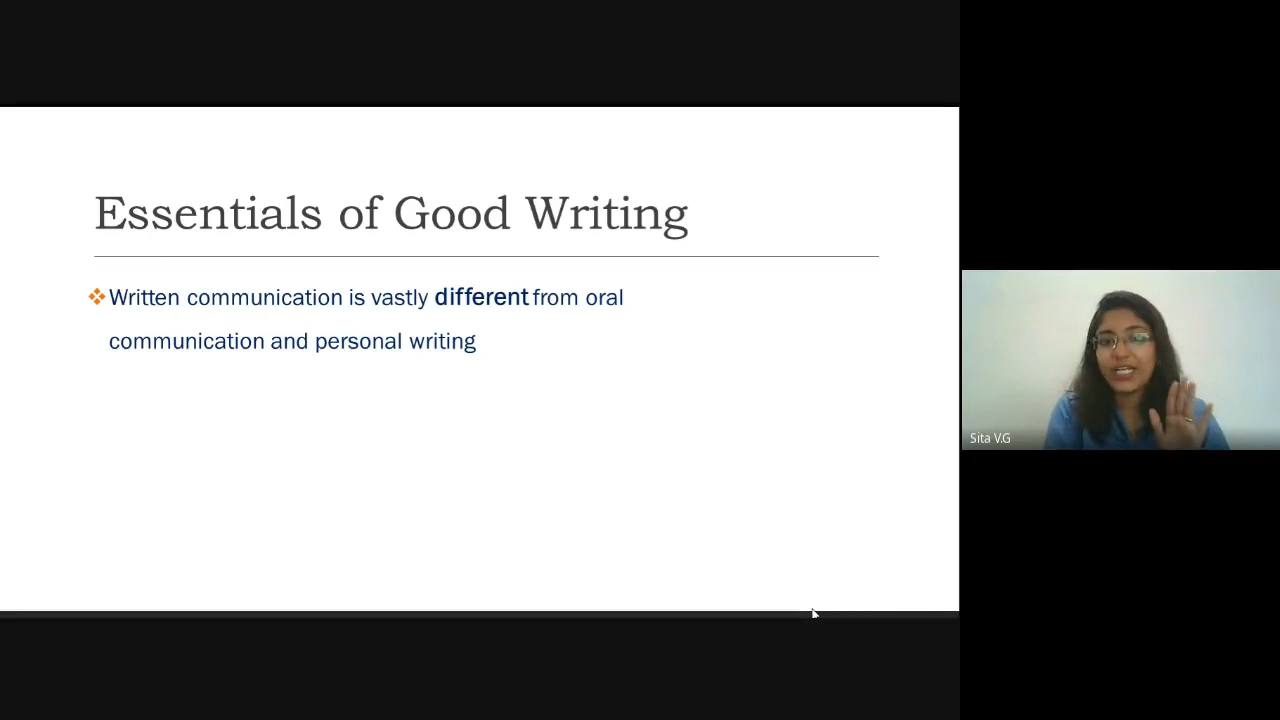 Essentials of Good Writing
Written communication is vastly different from oral
communication and personal writing
Sita V.G